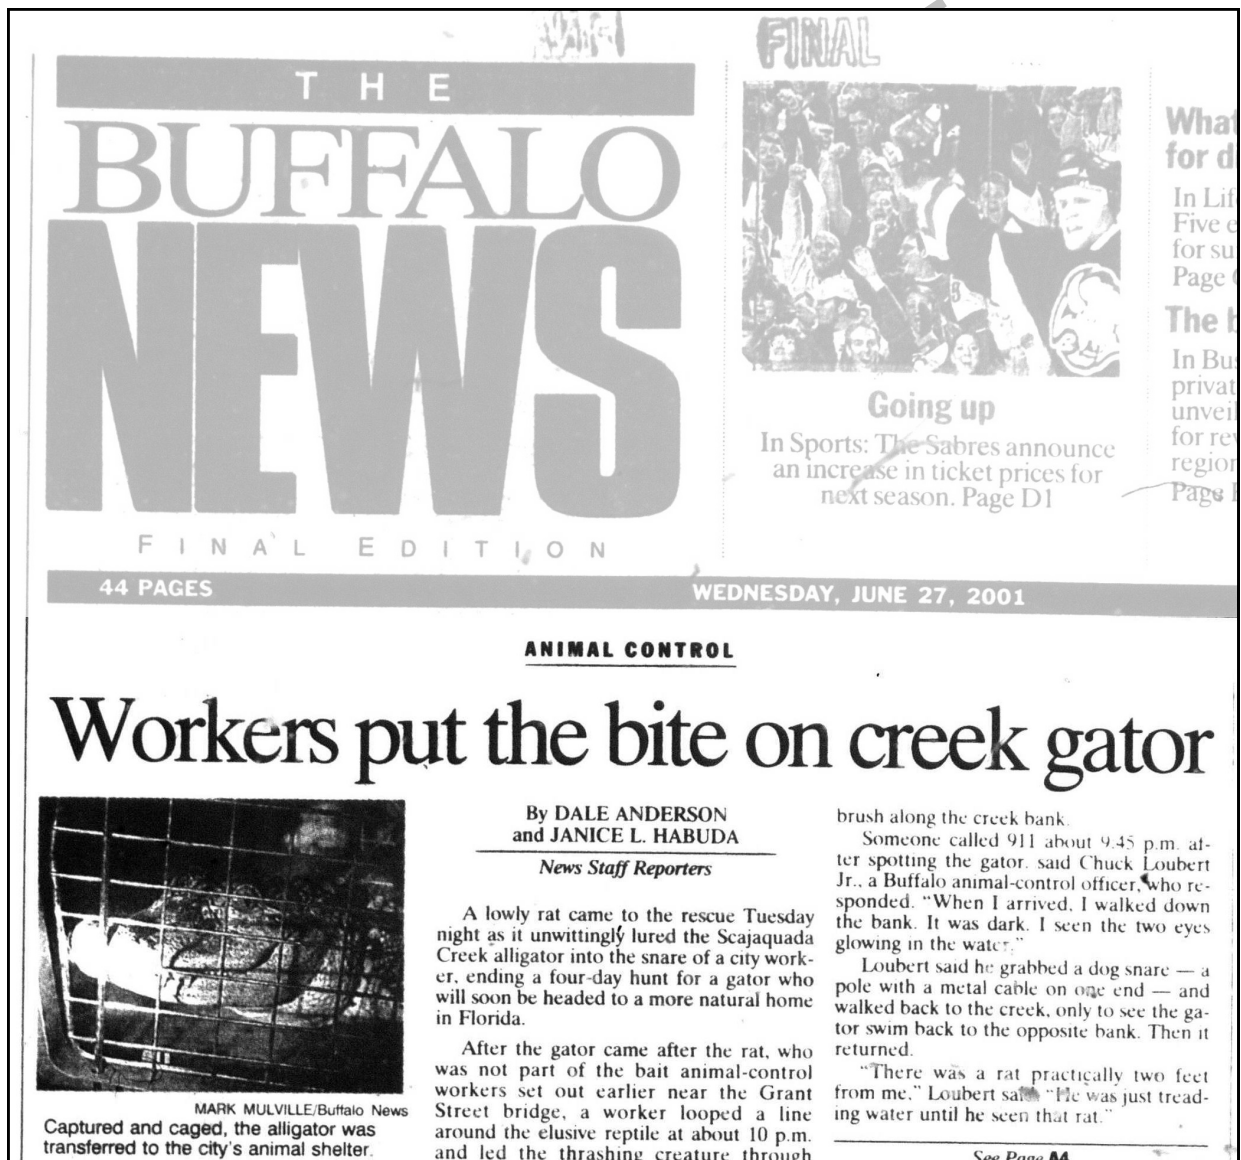 FINAL
THE
BUFFALO
NEWS
FINAL EDITION
Going up
In Sports: The Sabres announce
an increase in ticket prices for
next season. Page D1
What
for d
In Lif
Five e
for su
Page
The b
In Bus
privat
unveil
for rev
region
Page
44 PAGES
WEDNESDAY, JUNE 27, 2001
ANIMAL CONTROL
Workers put the bite on creek gator
MARK MULVILLE/Buffalo News
Captured and caged, the alligator was
transferred to the city's animal shelter.
By DALE ANDERSON
and JANICE L. HABUDA
News Staff Reporters
A lowly rat came to the rescue Tuesday
night as it unwittingly lured the Scajaquada
Creek alligator into the snare of a city work-
er, ending a four-day hunt for a gator who
will soon be headed to a more natural home
in Florida.
After the gator came after the rat, who
was not part of the bait animal-control
workers set out earlier near the Grant
Street bridge, a worker looped a line
around the elusive reptile at about 10 p.m.
and led the thrashing creature through
brush along the creek bank.
Someone called 911 about 9:45 p.m. af-
ter spotting the gator, said Chuck Loubert
Jr., a Buffalo animal-control officer, who re-
sponded. "When I arrived, I walked down
the bank. It was dark. I seen the two eyes
glowing in the water."
Loubert said he grabbed a dog snare — a
pole with a metal cable on one end — and
walked back to the creek, only to see the ga-
tor swim back to the opposite bank. Then it
returned.
"There was a rat practically two feet
from me," Loubert said. "He was just tread-
ing water until he seen that rat."
See Page A4